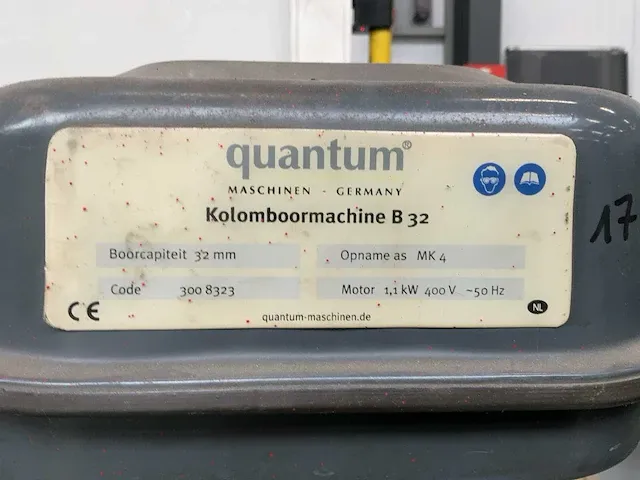 quantum®
MASCHINEN - GERMANY
Kolomboormachine B 32
Boorcapiteit 32 mm
Opname as MK 4
Code 300 8323
Motor 1,1 kW 400 V ~50 Hz
CE
quantum-maschinen.de
NL
17